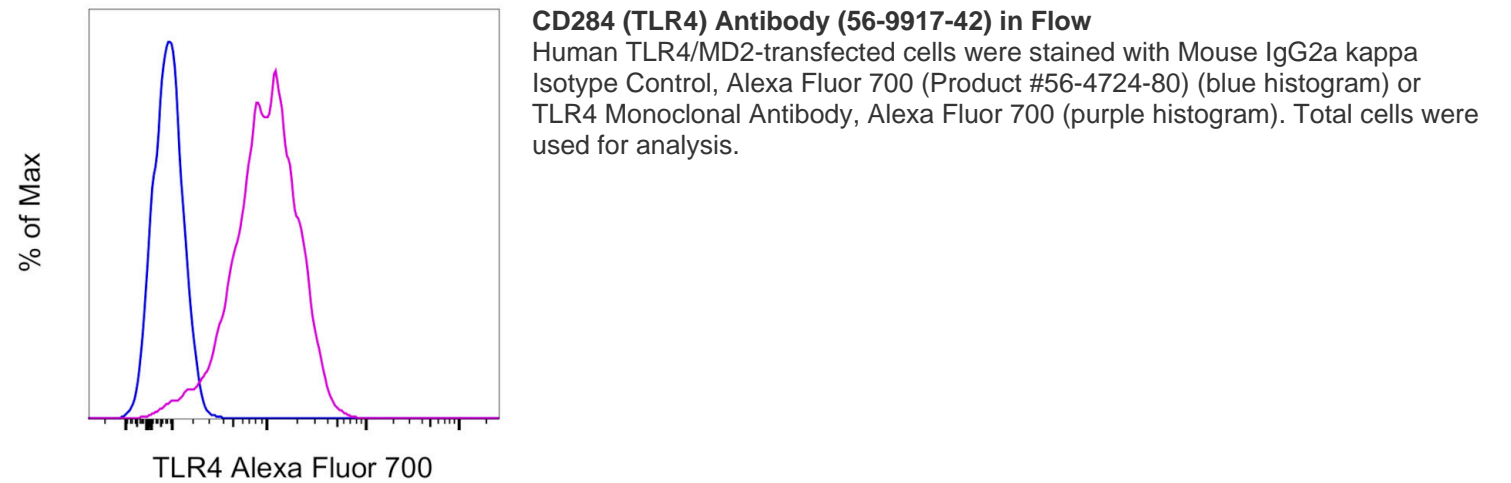 CD284 (TLR4) Antibody (56-9917-42) in Flow
Human TLR4/MD2-transfected cells were stained with Mouse IgG2a kappa
Isotype Control, Alexa Fluor 700 (Product #56-4724-80) (blue histogram) or
TLR4 Monoclonal Antibody, Alexa Fluor 700 (purple histogram). Total cells were
used for analysis.
% of Max
TLR4 Alexa Fluor 700